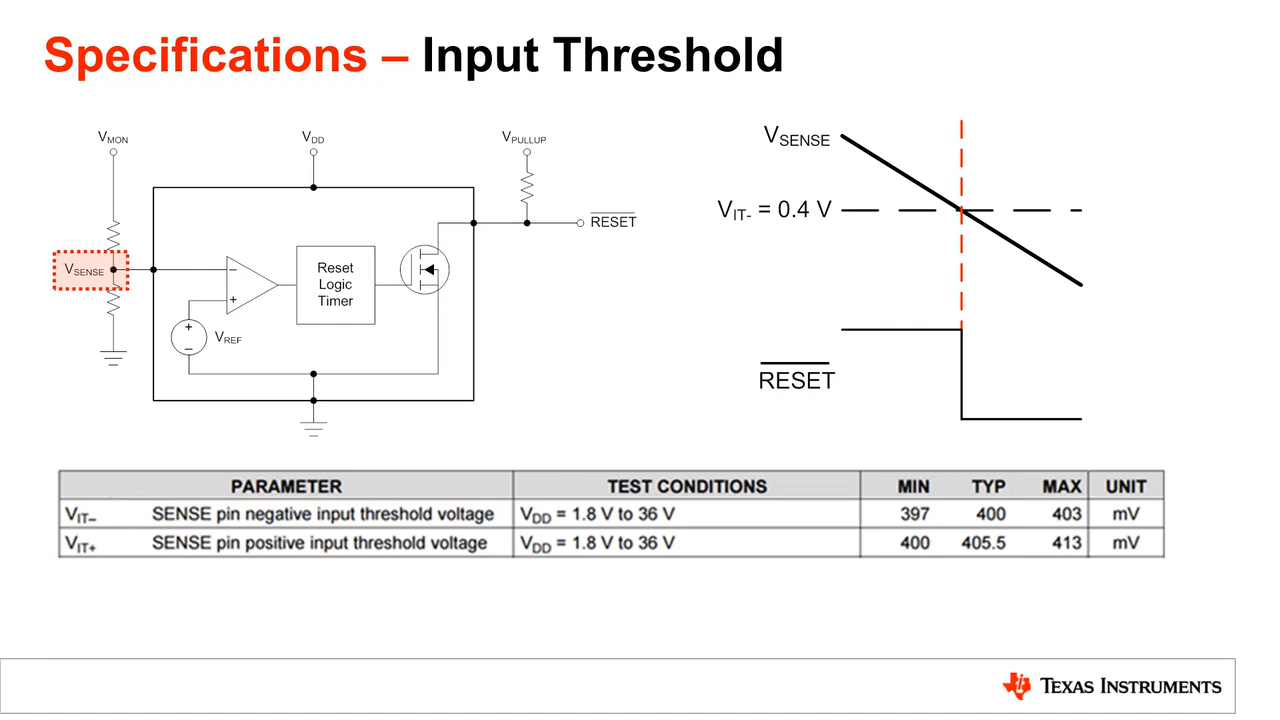 Specifications – Input Threshold
VMON
VDD
VPULLUP
RESET
VSENSE
−
+
Reset
Logic
Timer
+
−
VREF
VSENSE
VIT- = 0.4 V
RESET
PARAMETER TEST CONDITIONS MIN TYP MAX UNIT
VIT– SENSE pin negative input threshold voltage VDD = 1.8 V to 36 V 397 400 403 mV
VIT+ SENSE pin positive input threshold voltage VDD = 1.8 V to 36 V 400 405.5 413 mV
TEXAS INSTRUMENTS